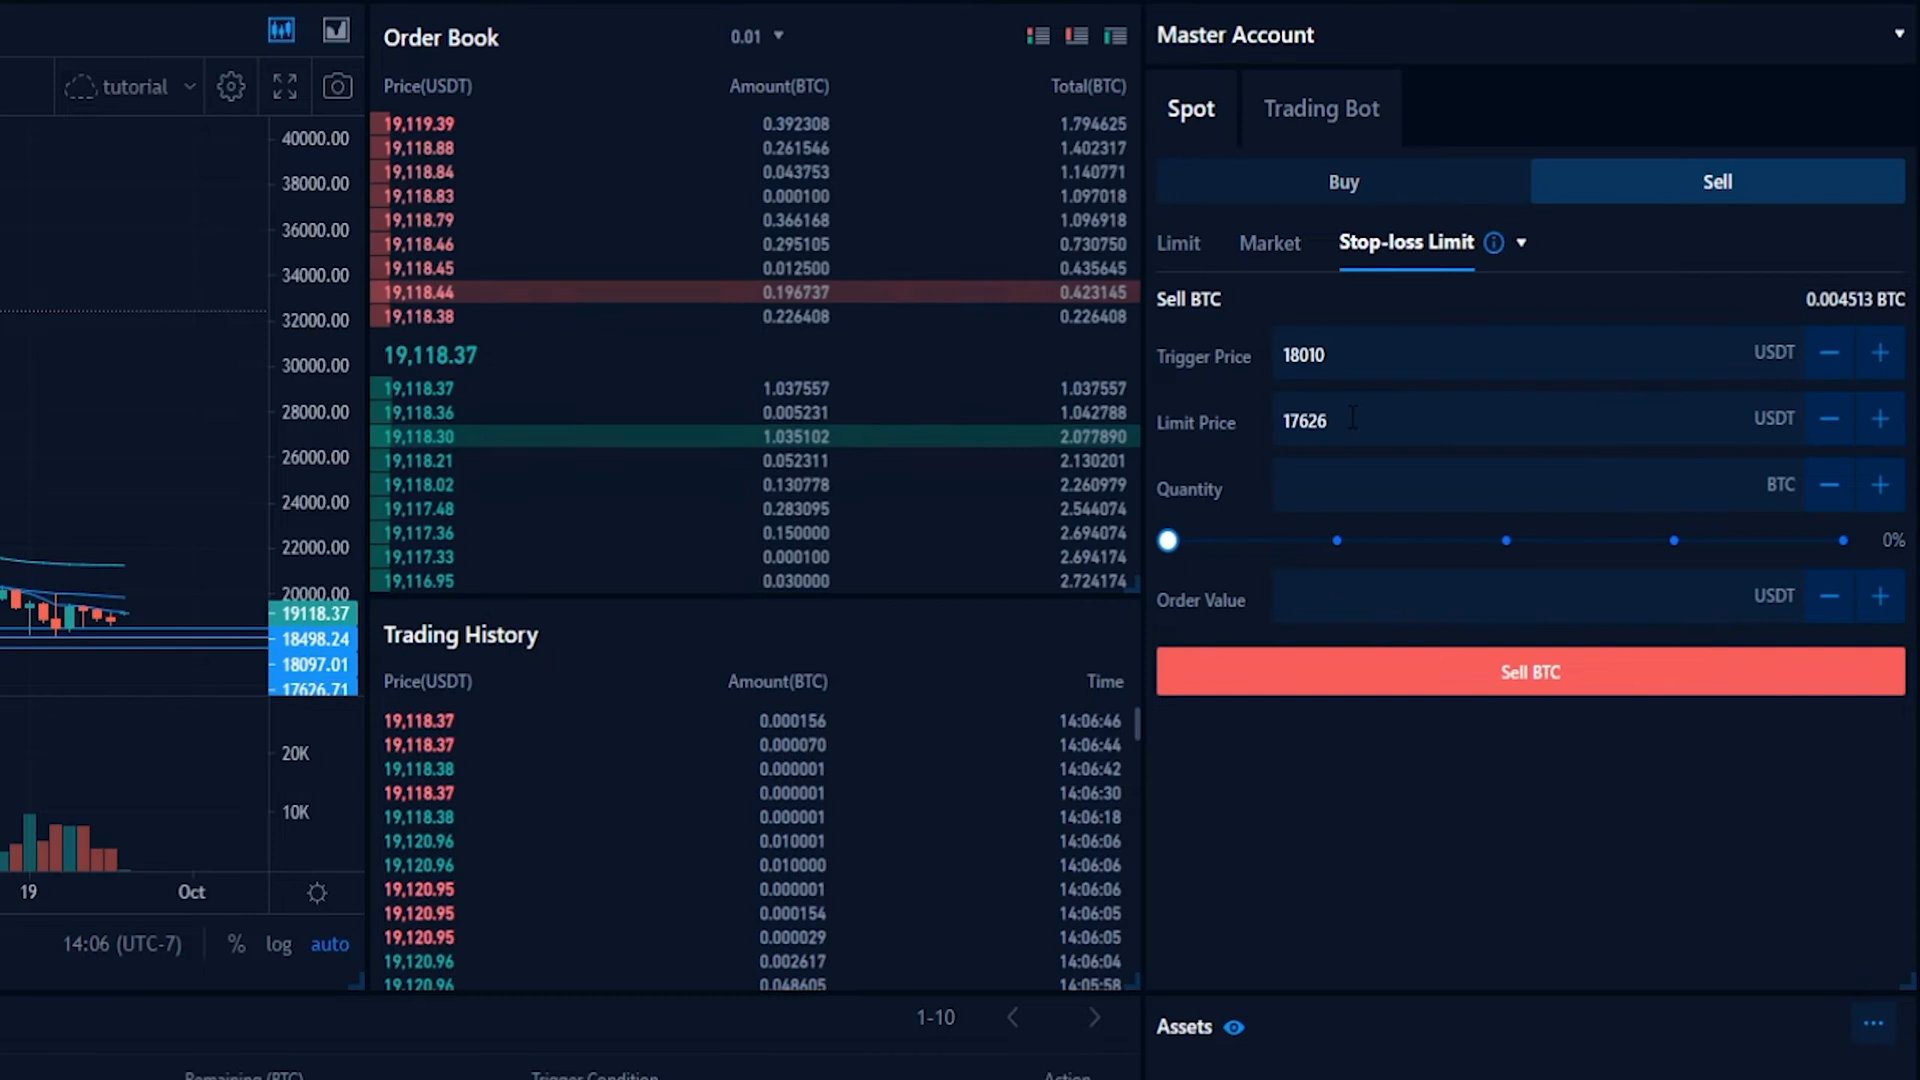 tutorial
40000.00
38000.00
36000.00
34000.00
32000.00
30000.00
28000.00
26000.00
24000.00
22000.00
20000.00
19118.37
18498.24
18097.01
17626.71
20K
10K
19 Oct
14:06 (UTC-7) % log auto
Order Book 0.01
Price(USDT) Amount(BTC) Total(BTC)
19,119.39 0.392308 1.794625
19,118.88 0.261546 1.402317
19,118.84 0.043753 1.140771
19,118.83 0.000100 1.097018
19,118.79 0.366168 1.096918
19,118.46 0.295105 0.730750
19,118.45 0.012500 0.435645
19,118.44 0.196737 0.423145
19,118.38 0.226408 0.226408
19,118.37
19,118.37 1.037557 1.037557
19,118.36 0.005231 1.042788
19,118.30 1.035102 2.077890
19,118.21 0.052311 2.130201
19,118.02 0.130778 2.260979
19,117.48 0.283095 2.544074
19,117.36 0.150000 2.694074
19,117.33 0.000100 2.694174
19,116.95 0.030000 2.724174
Trading History
Price(USDT) Amount(BTC) Time
19,118.37 0.000156 14:06:46
19,118.37 0.000070 14:06:44
19,118.38 0.000001 14:06:42
19,118.37 0.000001 14:06:30
19,118.38 0.000001 14:06:18
19,120.96 0.010001 14:06:06
19,120.96 0.010000 14:06:06
19,120.95 0.000001 14:06:06
19,120.95 0.000154 14:06:05
19,120.95 0.000029 14:06:05
19,120.96 0.002617 14:06:04
19,120.96 0.048605 14:05:58
1-10
Remaining (BTC) Trigger Condition Action
Master Account
Spot Trading Bot
Buy Sell
Limit Market Stop-loss Limit
Sell BTC 0.004513 BTC
Trigger Price 18010 USDT
Limit Price 17626 USDT
Quantity BTC
0%
Order Value USDT
Sell BTC
Assets